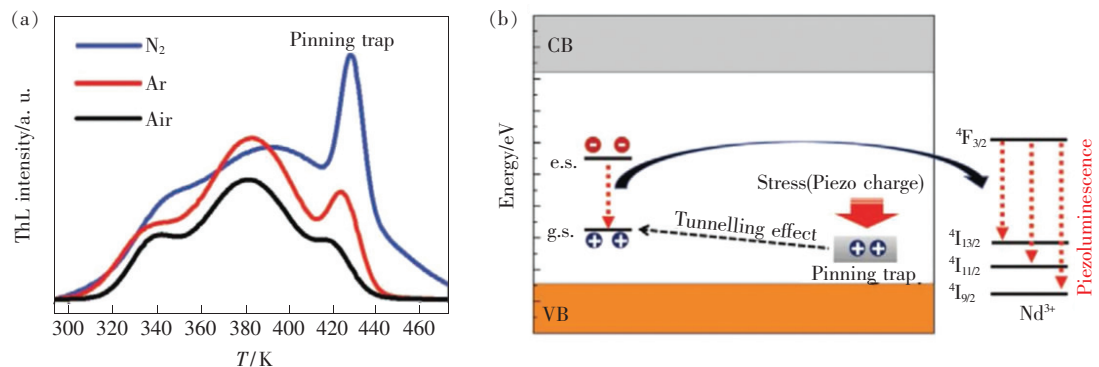 (a)
N₂
Ar
Air
Pinning trap
ThL intensity/a. u.
300 320 340 360 380 400 420 440 460
T/K
(b)
CB
Energy/eV
e.s.
g.s.
Stress(Piezo charge)
Tunnelling effect
Pinning trap
VB
⁴F₃/₂
⁴I₁₃/₂
⁴I₁₁/₂
⁴I₉/₂
Nd³⁺
Piezoluminescence